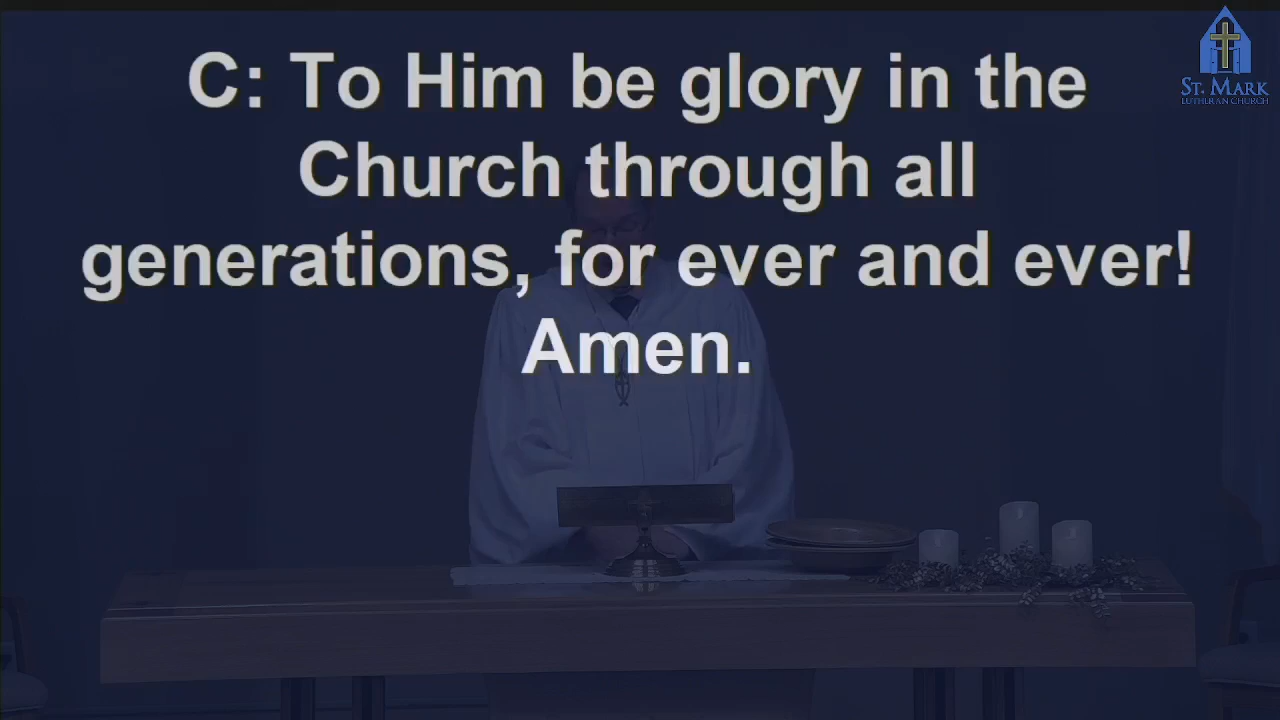 C: To Him be glory in the
Church through all
generations, for ever and ever!
Amen.
ST. MARK
LUTHERAN CHURCH